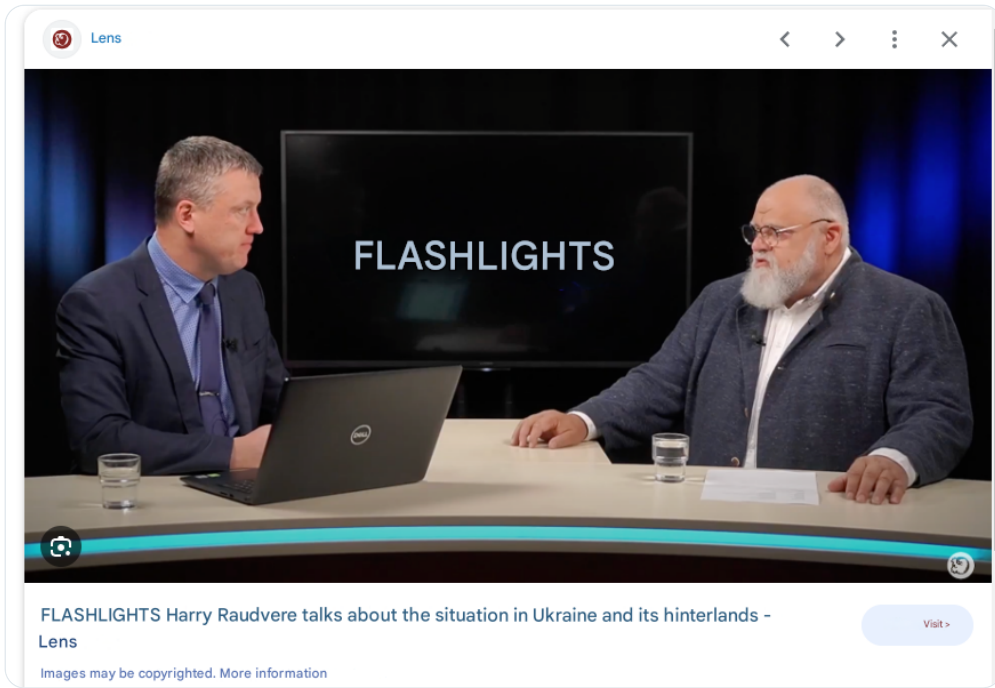 Lens
FLASHLIGHTS
DELL
FLASHLIGHTS Harry Raudvere talks about the situation in Ukraine and its hinterlands -
Lens
Images may be copyrighted. More information
Visit >